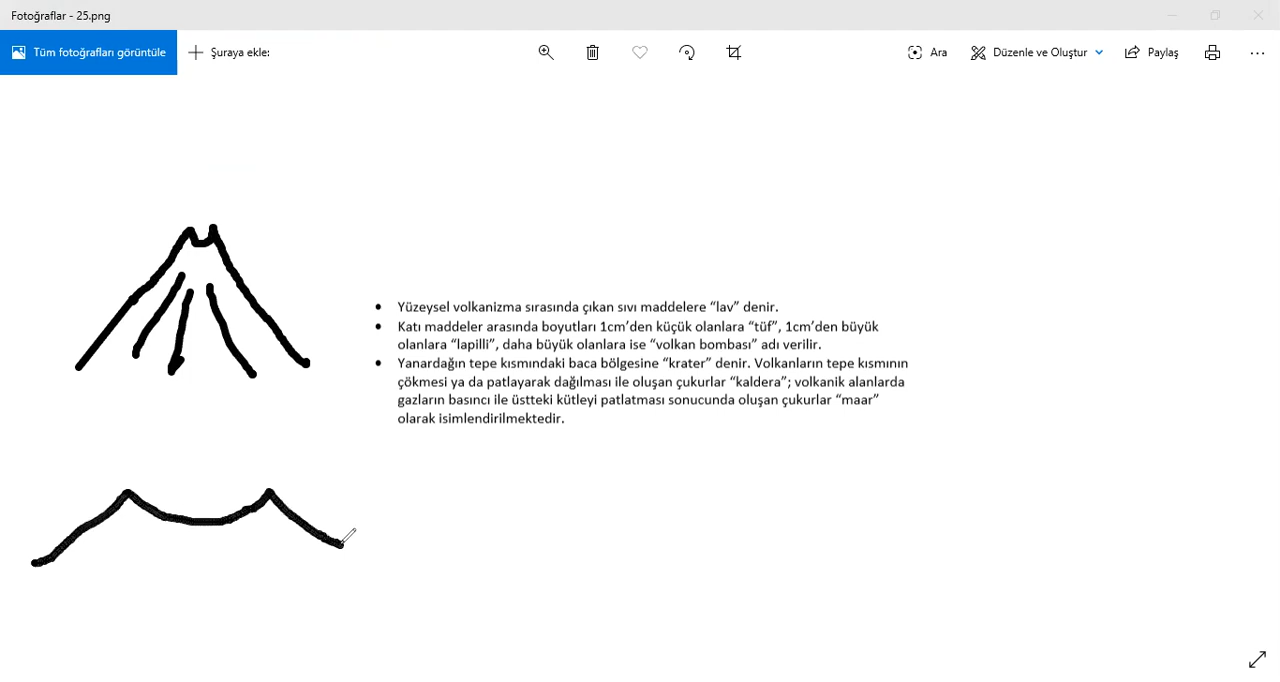 Fotoğraflar - 25.png
Tüm fotoğrafları görüntüle
Şuraya ekle:
Ara
Düzenle ve Oluştur
Paylaş
• Yüzeysel volkanizma sırasında çıkan sıvı maddelere “lav” denir.
• Katı maddeler arasında boyutları 1cm’den küçük olanlara “tüf”, 1cm’den büyük
olanlara “lapilli”, daha büyük olanlara ise “volkan bombası” adı verilir.
• Yanardağın tepe kısmındaki baca bölgesine “krater” denir. Volkanların tepe kısmının
çökmesi ya da patlayarak dağılması ile oluşan çukurlar “kaldera”; volkanik alanlarda
gazların basıncı ile üstteki kütleyi patlatması sonucunda oluşan çukurlar “maar”
olarak isimlendirilmektedir.